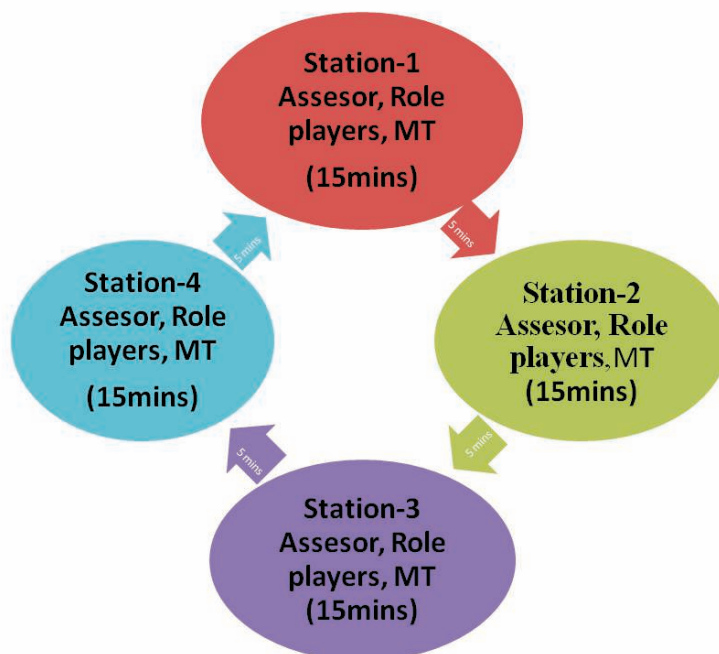 Station-1
Assesor, Role
players, MT
(15mins)
5 mins
Station-2
Assesor, Role
players,MT
(15mins)
5 mins
Station-3
Assesor, Role
players, MT
(15mins)
5 mins
Station-4
Assesor, Role
players, MT
(15mins)
5 mins